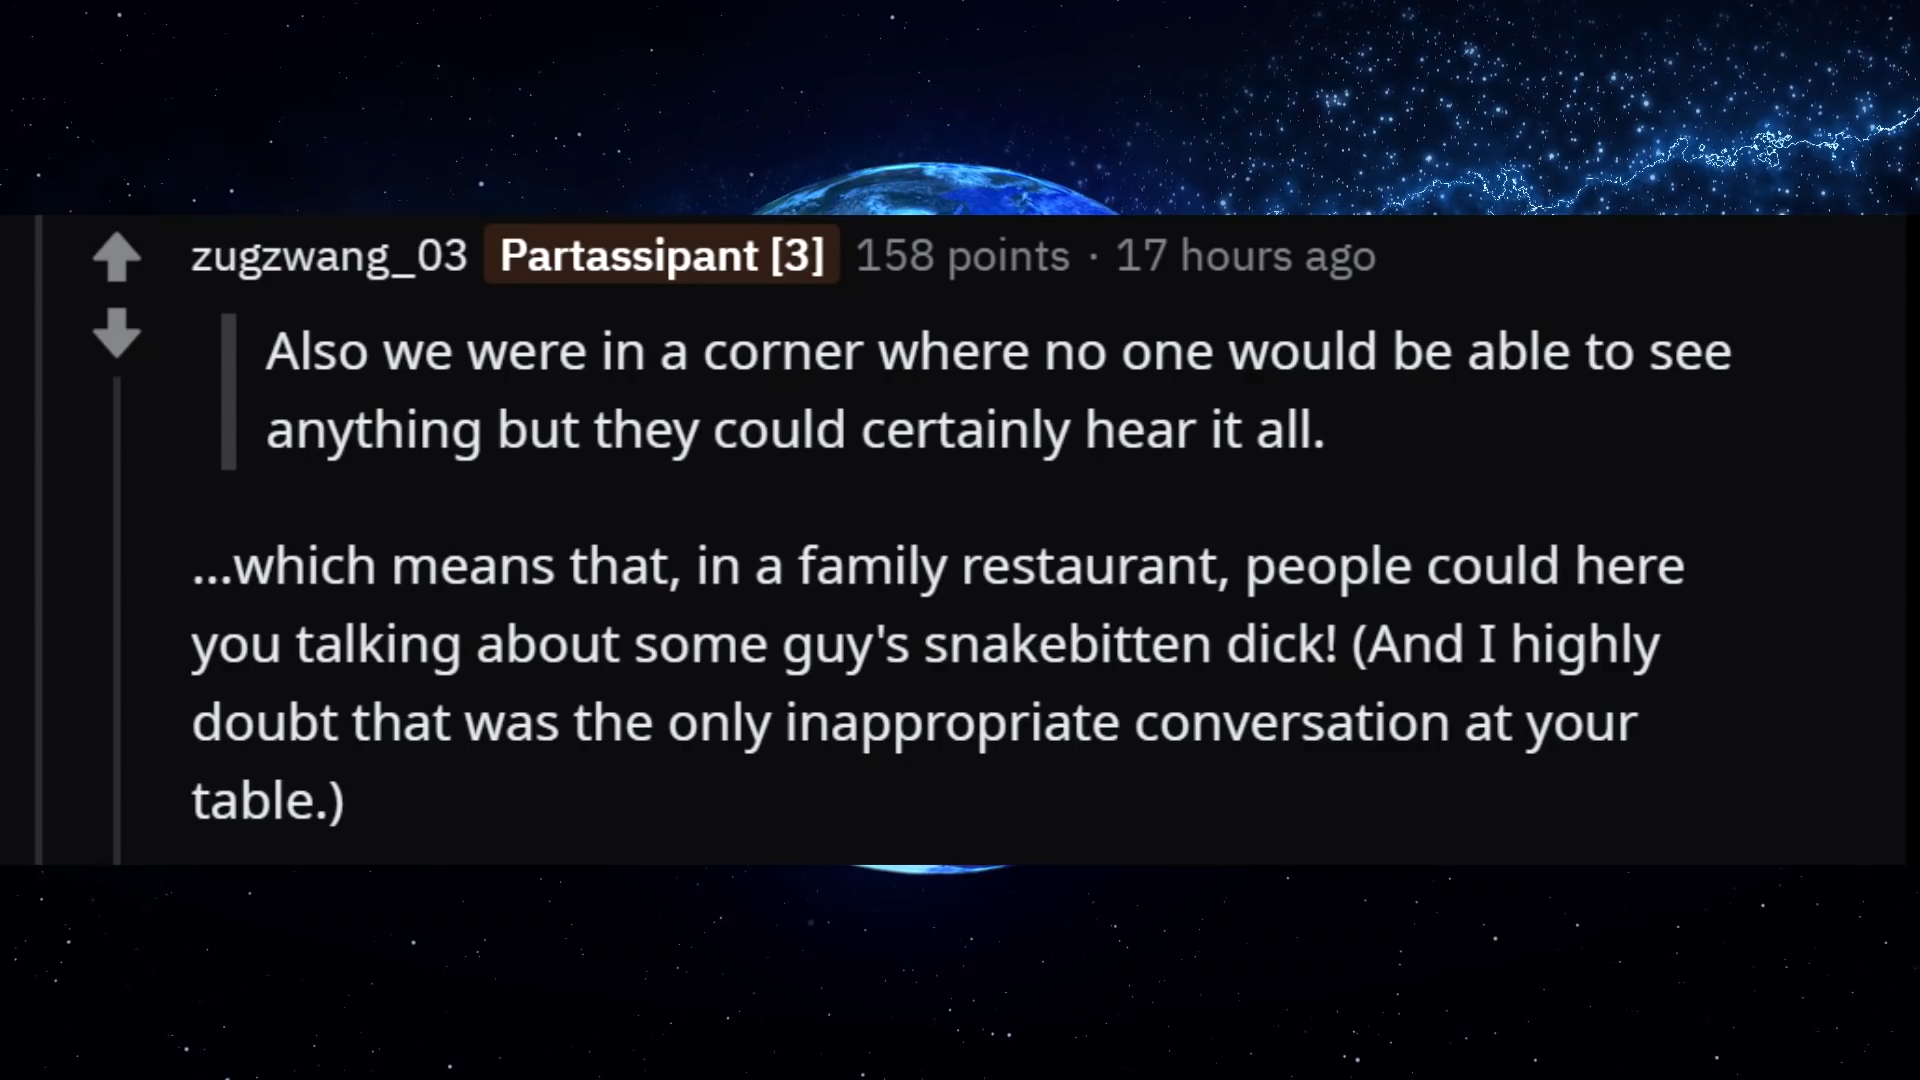 zugzwang_03 Partassipant [3] 158 points · 17 hours ago
Also we were in a corner where no one would be able to see
anything but they could certainly hear it all.
...which means that, in a family restaurant, people could here
you talking about some guy's snakebitten dick! (And I highly
doubt that was the only inappropriate conversation at your
table.)